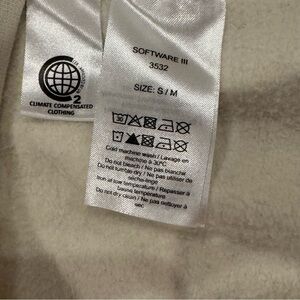 2
CLIMATE COMPENSATED
CLOTHING
SOFTWARE III
3532
SIZE: S / M
30
Cold machine wash / Lavage en
machine à 30°C
Do not bleach / Ne pas blanchir
Do not tumble dry / Ne pas utiliser de
sèche-linge
Iron at low temperature / Repasser à
basse température
Do not dry clean / Ne pas nettoyer à
sec